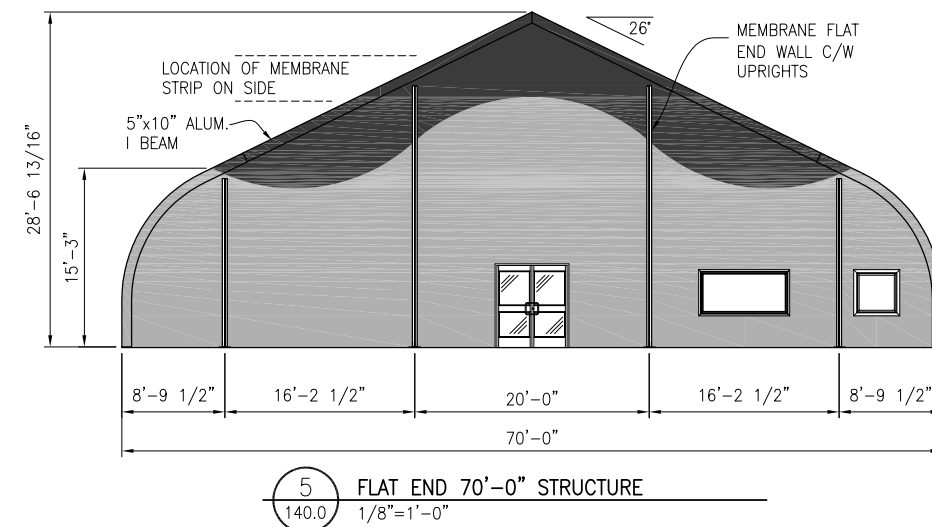 26°
MEMBRANE FLAT
END WALL C/W
UPRIGHTS
LOCATION OF MEMBRANE
STRIP ON SIDE
5"x10" ALUM.
I BEAM
28'-6 13/16"
15'-3"
8'-9 1/2" 16'-2 1/2" 20'-0" 16'-2 1/2" 8'-9 1/2"
70'-0"
5 FLAT END 70'-0" STRUCTURE
140.0 1/8"=1'-0"